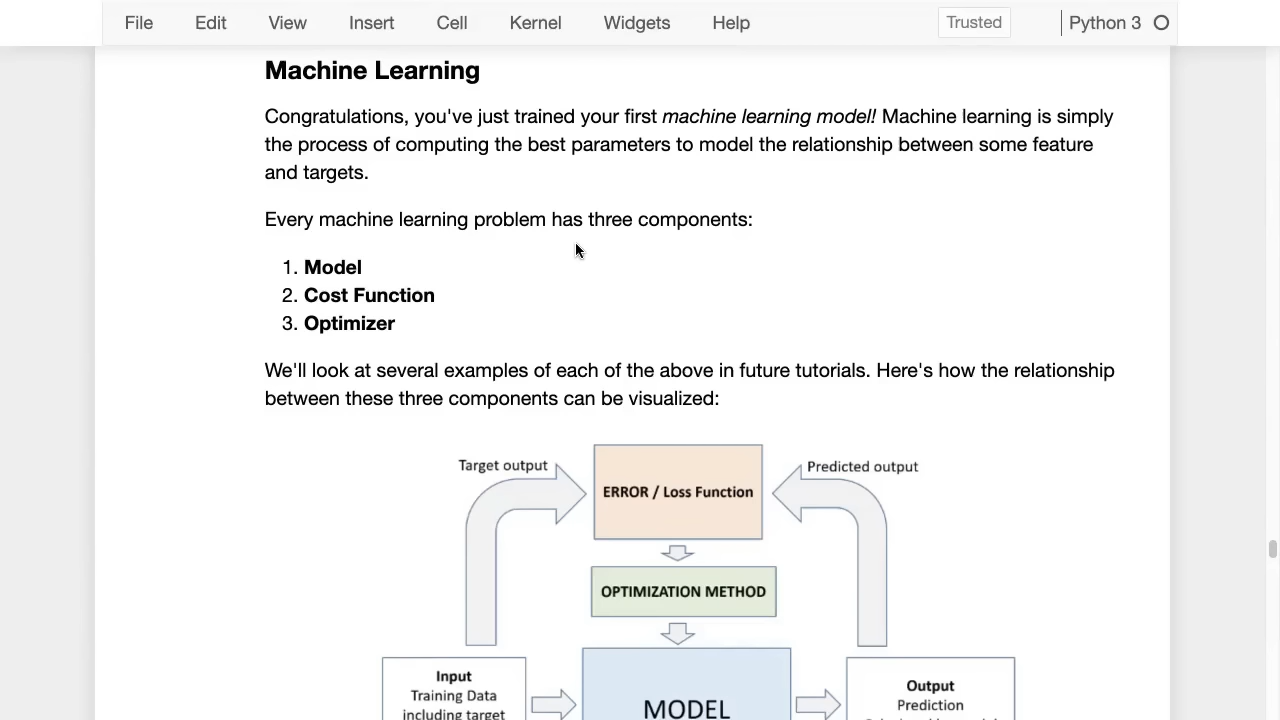 File Edit View Insert Cell Kernel Widgets Help Trusted Python 3
Machine Learning
Congratulations, you've just trained your first machine learning model! Machine learning is simply
the process of computing the best parameters to model the relationship between some feature
and targets.
Every machine learning problem has three components:
1. Model
2. Cost Function
3. Optimizer
We'll look at several examples of each of the above in future tutorials. Here's how the relationship
between these three components can be visualized:
Target output
Predicted output
ERROR / Loss Function
OPTIMIZATION METHOD
Input
Training Data
including target
MODEL
Output
Prediction